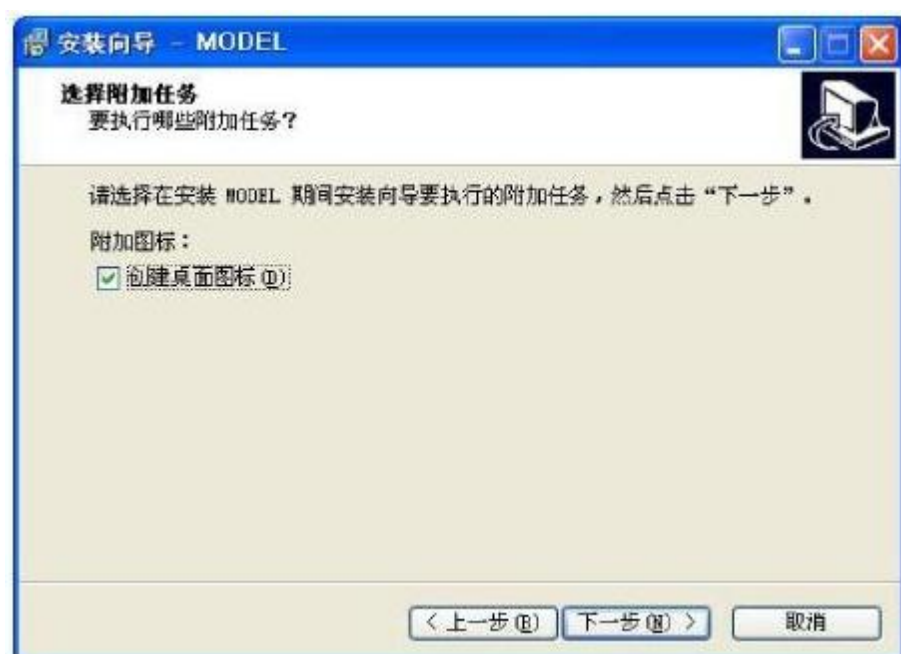 安装向导 - MODEL
选择附加任务
要执行哪些附加任务？
请选择在安装 MODEL 期间安装向导要执行的附加任务，然后点击“下一步”。
附加图标：
创建桌面图标(D)
< 上一步(B) 下一步(N) > 取消